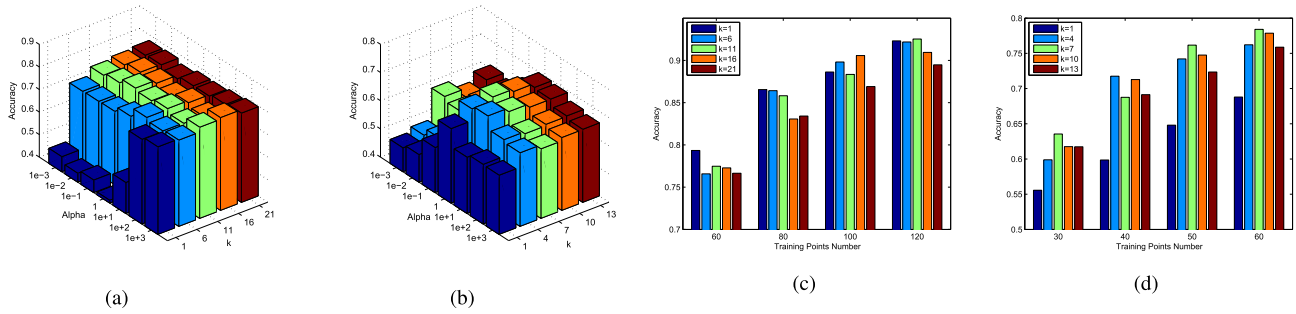 0.9
0.8
0.7
0.6
0.5
0.4
Accuracy
1e−3
1e−2
1e−1
1
1e+1
1e+2
1e+3
Alpha
1
6
11
16
21
k
(a)
0.8
0.7
0.6
0.5
0.4
Accuracy
1e−3
1e−2
1e−1
1
1e+1
1e+2
1e+3
Alpha
1
4
7
10
13
k
(b)
k=1
k=6
k=11
k=16
k=21
0.9
0.85
0.8
0.75
0.7
Accuracy
60 80 100 120
Training Points Number
(c)
k=1
k=4
k=7
k=10
k=13
0.8
0.75
0.7
0.65
0.6
0.55
0.5
Accuracy
30 40 50 60
Training Points Number
(d)